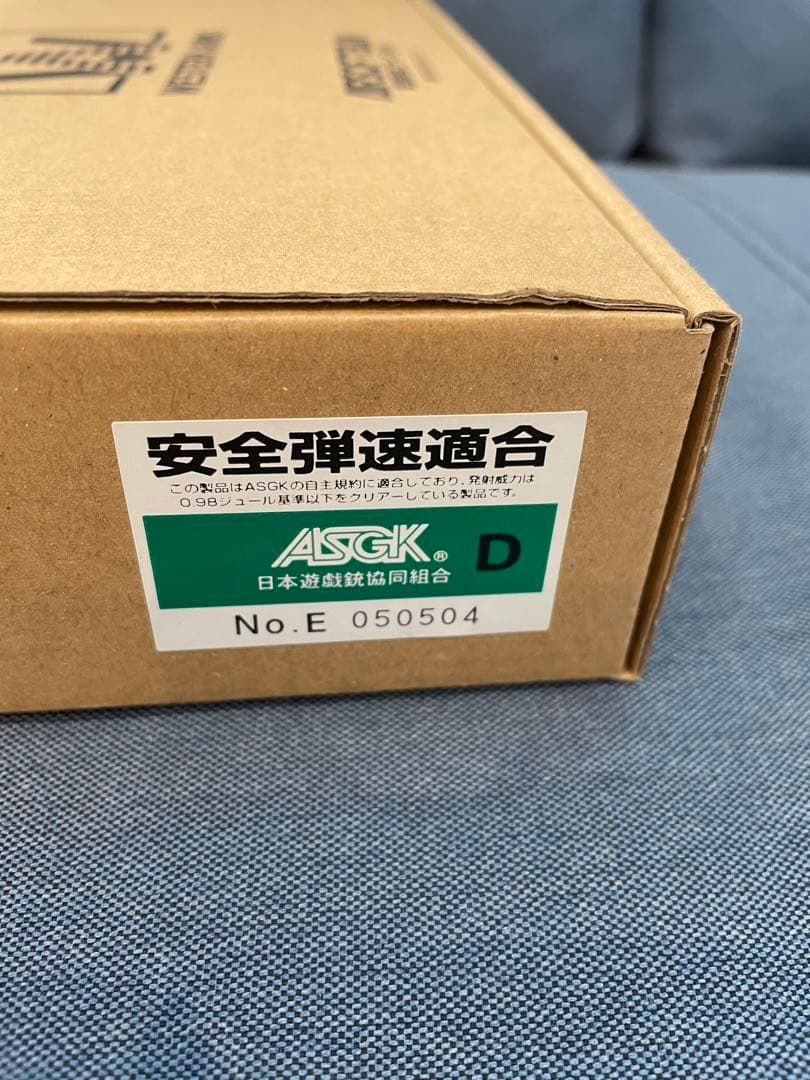 安全弾速適合
この製品はASGKの自主規約に適合しており、発射威力は
0.98ジュール基準以下をクリアーしている製品です。
ASGK® D
日本遊戯銃協同組合
No.E 050504